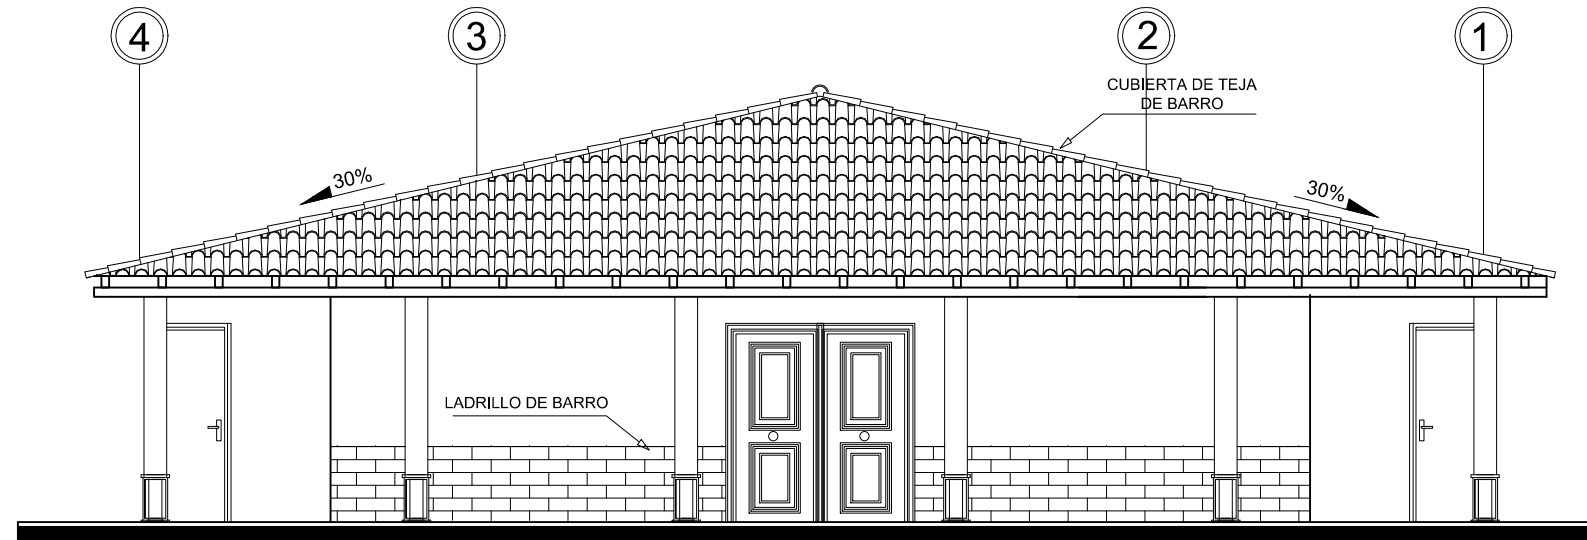 4
3
2
1
CUBIERTA DE TEJA
DE BARRO
30%
30%
LADRILLO DE BARRO